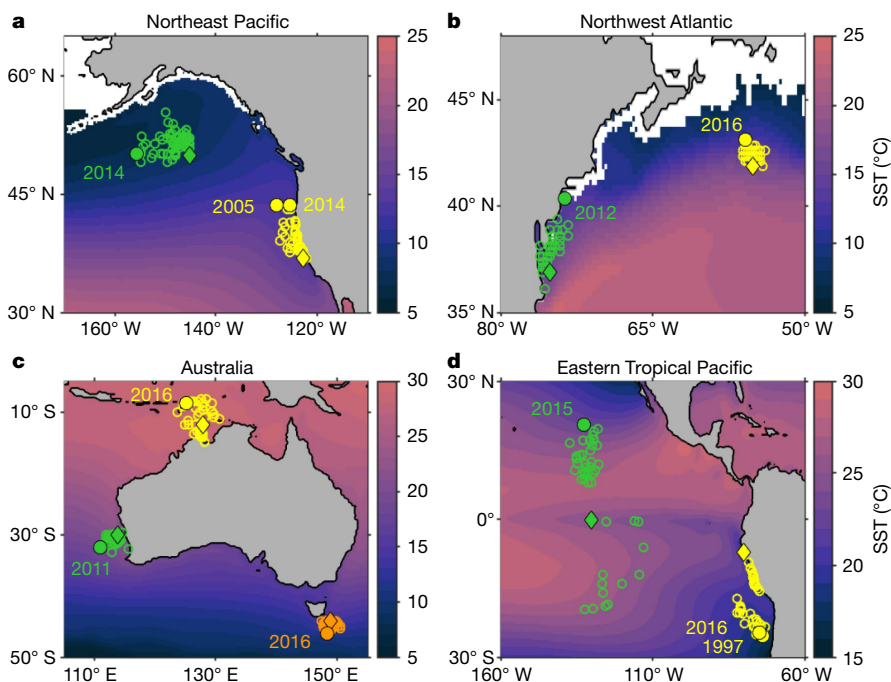 a Northeast Pacific
60° N
45° N
30° N
160° W 140° W 120° W
2014
2005 2014
25
20
15
10
5
SST (°C)
b Northwest Atlantic
45° N
40° N
35° N
80° W 65° W 50° W
2016
2012
25
20
15
10
5
SST (°C)
c Australia
10° S
30° S
50° S
110° E 130° E 150° E
2016
2011
2016
30
25
20
15
10
5
d Eastern Tropical Pacific
30° N
0°
30° S
160° W 110° W 60° W
2015
2016
1997
30
25
20
15
SST (°C)